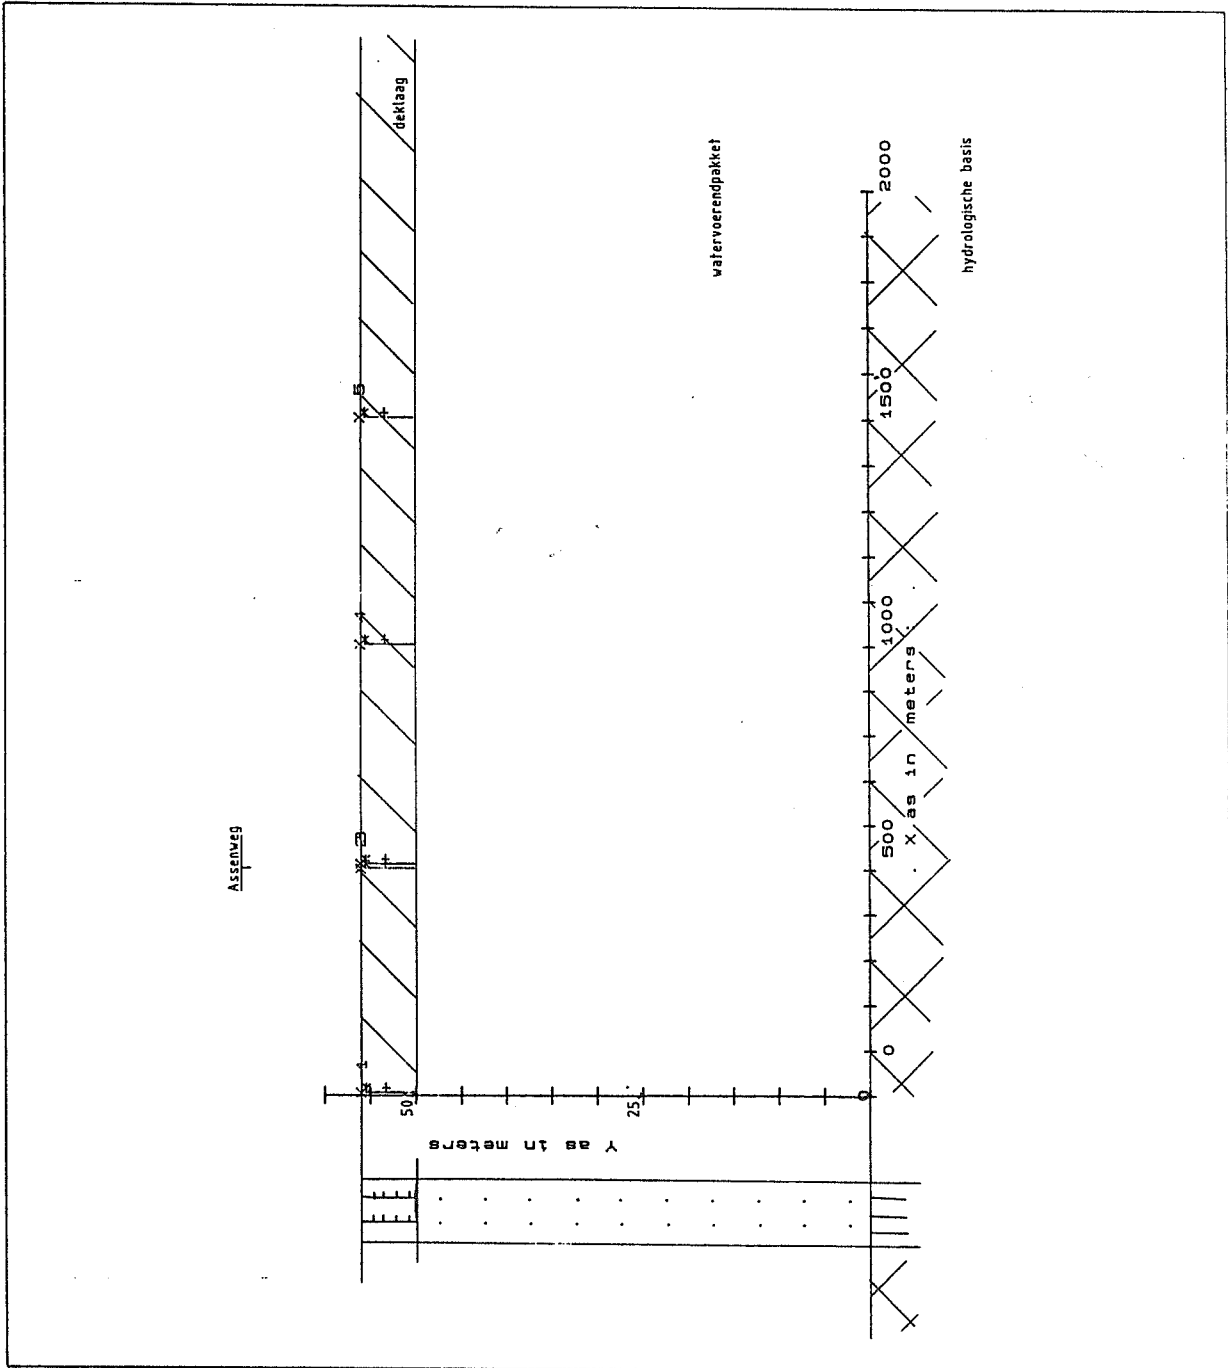 Assenweg
deklaag
watervoerendpakket
hydrologische basis
1
3
4
5
50
25
0
Y as in meters
0
500
1000
1500
2000
X as in meters